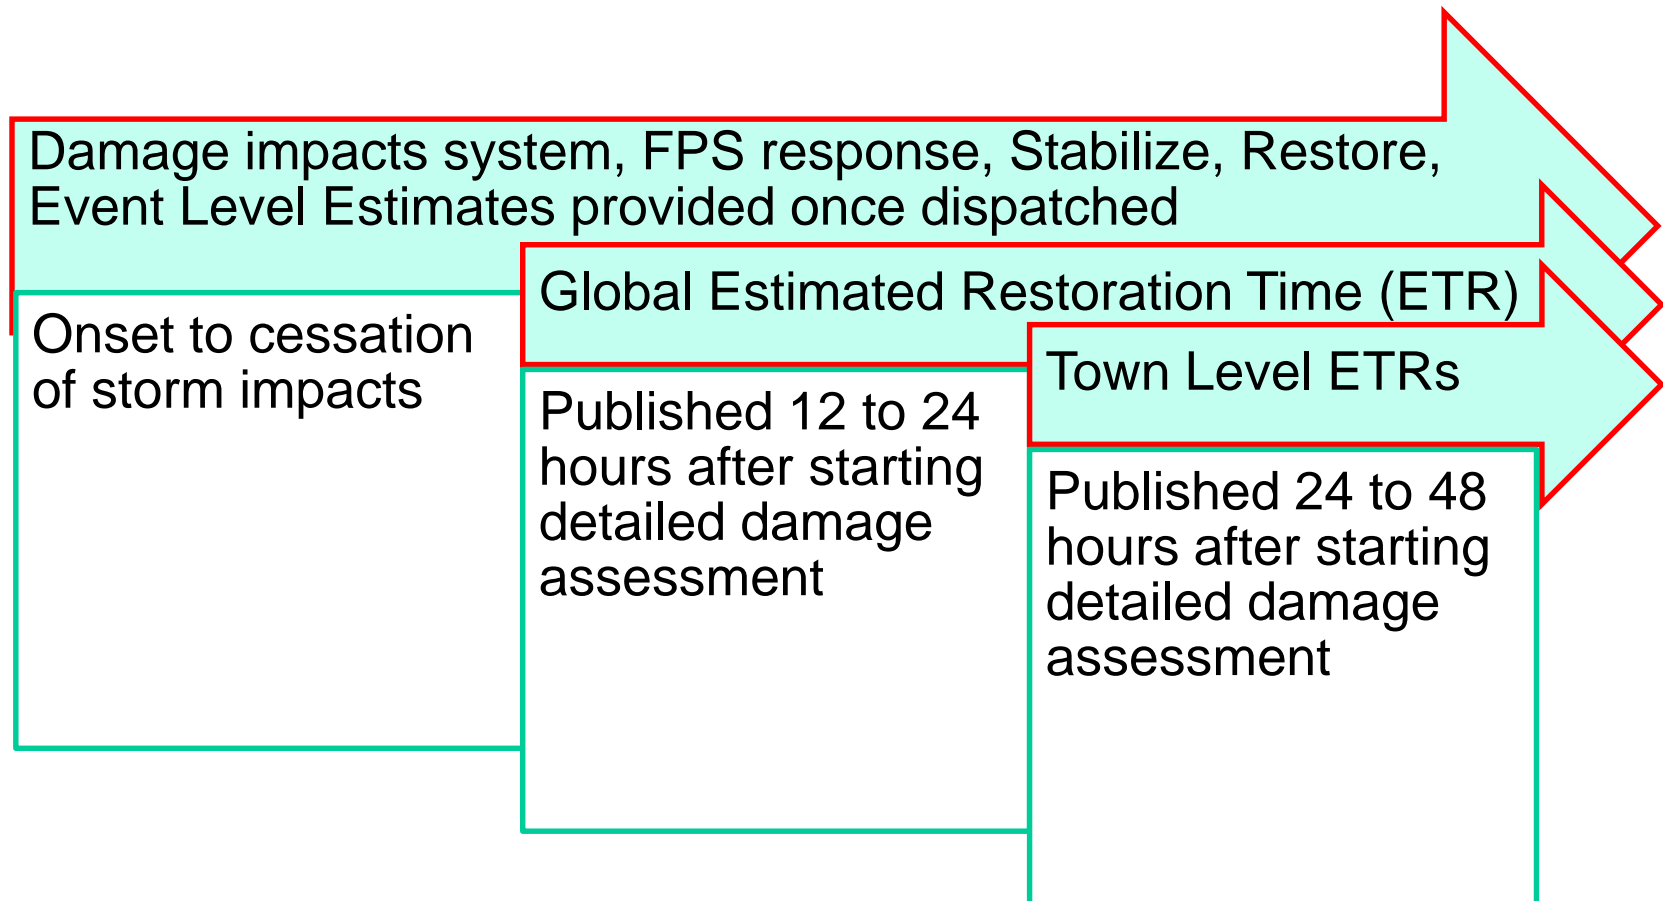 Damage impacts system, FPS response, Stabilize, Restore,
Event Level Estimates provided once dispatched
Onset to cessation
of storm impacts
Global Estimated Restoration Time (ETR)
Published 12 to 24
hours after starting
detailed damage
assessment
Town Level ETRs
Published 24 to 48
hours after starting
detailed damage
assessment